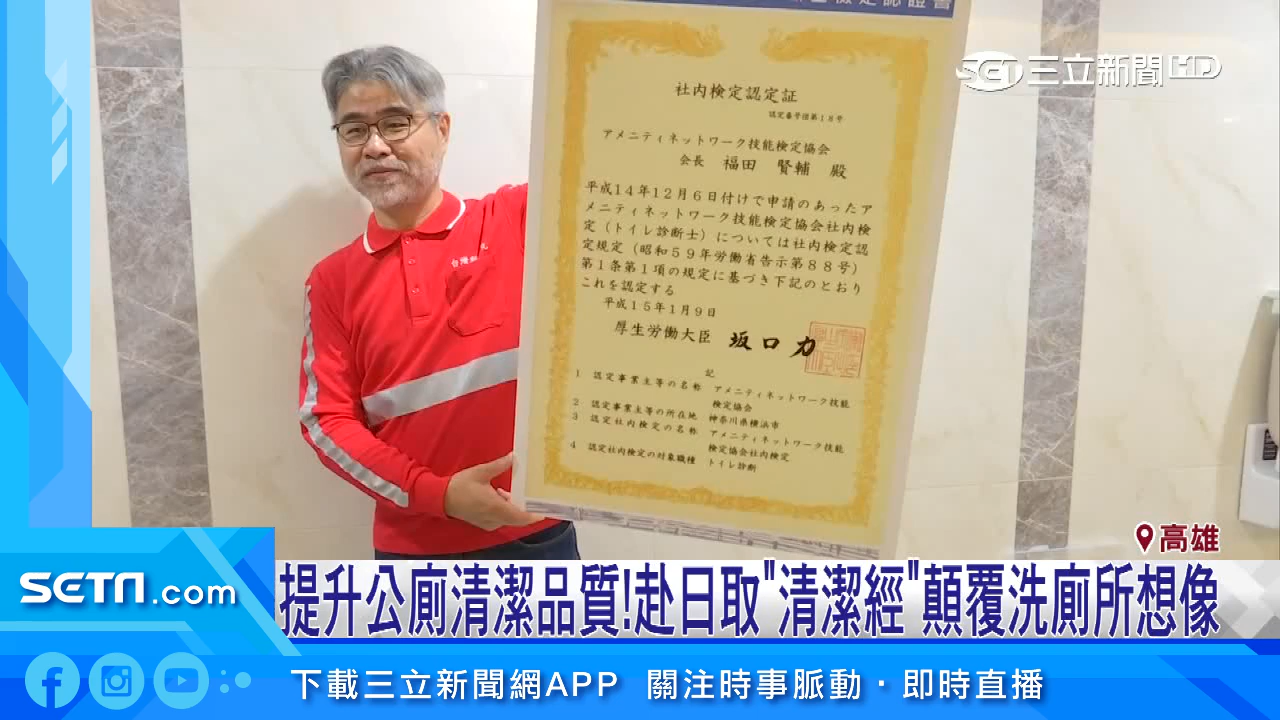 SET三立新聞HD
社内検定認定証
認定番号団第18号
アメニティネットワーク技能検定協会
会長 福田 賢輔 殿
平成14年12月6日付けで申請のあったア
メニティネットワーク技能検定協会社内検
定（トイレ診断士）については社内検定認
定規定（昭和59年労働省告示第88号）
第1条第1項の規定に基づき下記のとおり
これを認定する
平成15年1月9日
厚生労働大臣 坂口力
記
1 認定事業主等の名称 アメニティネットワーク技能
検定協会
2 認定事業主等の所在地 神奈川県横浜市
3 認定社内検定の名称 アメニティネットワーク技能
検定協会社内検定
4 認定社内検定の対象職種 トイレ診断
高雄
SETN.com
提升公廁清潔品質!赴日取"清潔經"顛覆洗廁所想像
下載三立新聞網APP 關注時事脈動・即時直播